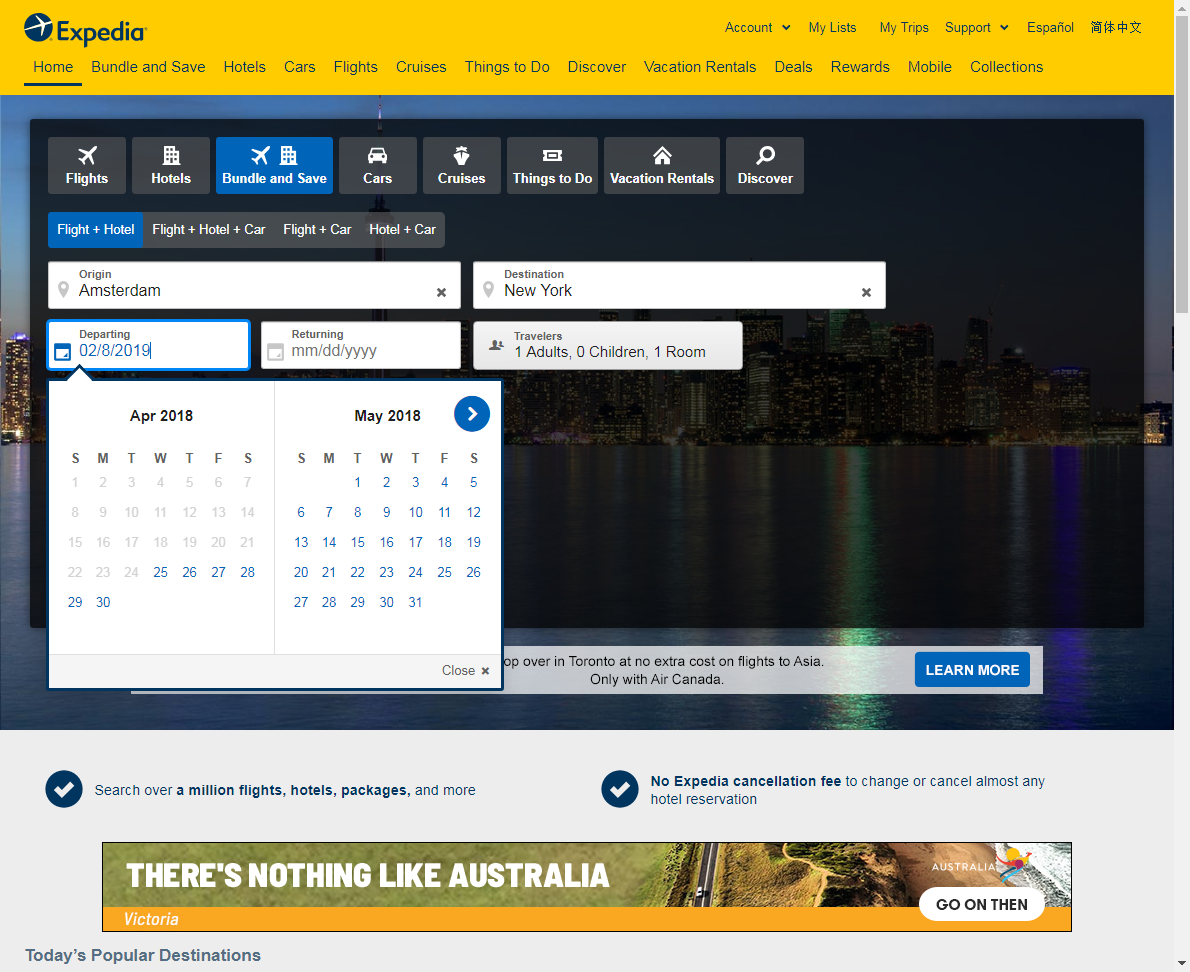 Expedia
Account My Lists My Trips Support Español 简体中文
Home Bundle and Save Hotels Cars Flights Cruises Things to Do Discover Vacation Rentals Deals Rewards Mobile Collections
Flights Hotels Bundle and Save Cars Cruises Things to Do Vacation Rentals Discover
Flight + Hotel Flight + Hotel + Car Flight + Car Hotel + Car
Origin
Amsterdam
Destination
New York
Departing
02/8/2019
Returning
mm/dd/yyyy
Travelers
1 Adults, 0 Children, 1 Room
Apr 2018
S M T W T F S
1 2 3 4 5 6 7
8 9 10 11 12 13 14
15 16 17 18 19 20 21
22 23 24 25 26 27 28
29 30
May 2018
S M T W T F S
1 2 3 4 5
6 7 8 9 10 11 12
13 14 15 16 17 18 19
20 21 22 23 24 25 26
27 28 29 30 31
Close
op over in Toronto at no extra cost on flights to Asia.
Only with Air Canada.
LEARN MORE
Search over a million flights, hotels, packages, and more
No Expedia cancellation fee to change or cancel almost any
hotel reservation
THERE'S NOTHING LIKE AUSTRALIA
Victoria
AUSTRALIA
GO ON THEN
Today's Popular Destinations